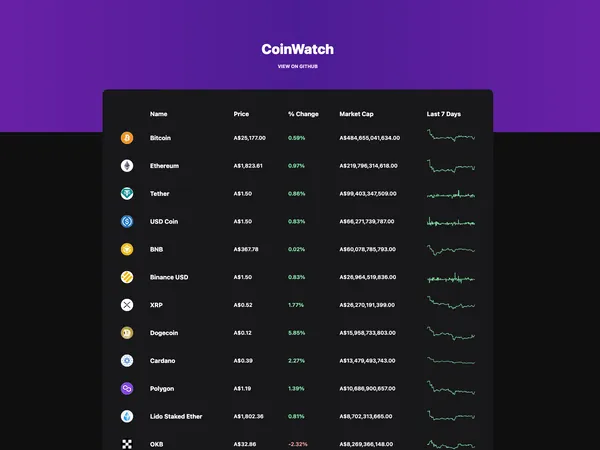 CoinWatch
VIEW ON GITHUB
Name Price % Change Market Cap Last 7 Days
Bitcoin A$25,177.00 0.59% A$484,655,041,634.00
Ethereum A$1,823.61 0.97% A$219,796,314,618.00
Tether A$1.50 0.86% A$99,403,347,509.00
USD Coin A$1.50 0.83% A$66,271,739,787.00
BNB A$367.78 0.02% A$60,078,785,793.00
Binance USD A$1.50 0.83% A$26,964,519,836.00
XRP A$0.52 1.77% A$26,270,191,399.00
Dogecoin A$0.12 5.85% A$15,958,733,803.00
Cardano A$0.39 2.27% A$13,479,493,743.00
Polygon A$1.19 1.39% A$10,686,900,657.00
Lido Staked Ether A$1,802.36 0.81% A$8,702,313,665.00
OKB A$32.86 -2.32% A$8,269,366,148.00